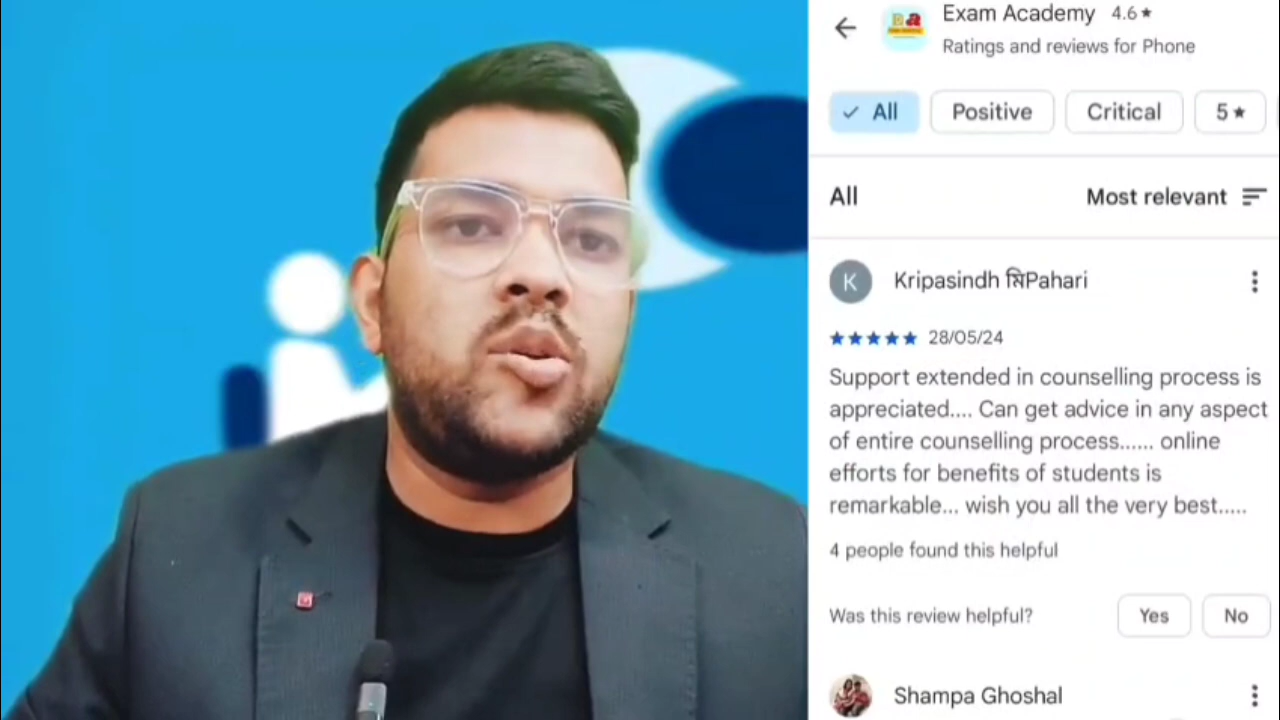 Exam Academy 4.6★
Ratings and reviews for Phone
All Positive Critical 5★
All Most relevant
K Kripasindh মিPahari
★★★★★ 28/05/24
Support extended in counselling process is
appreciated.... Can get advice in any aspect
of entire counselling process...... online
efforts for benefits of students is
remarkable... wish you all the very best.....
4 people found this helpful
Was this review helpful? Yes No
Shampa Ghoshal